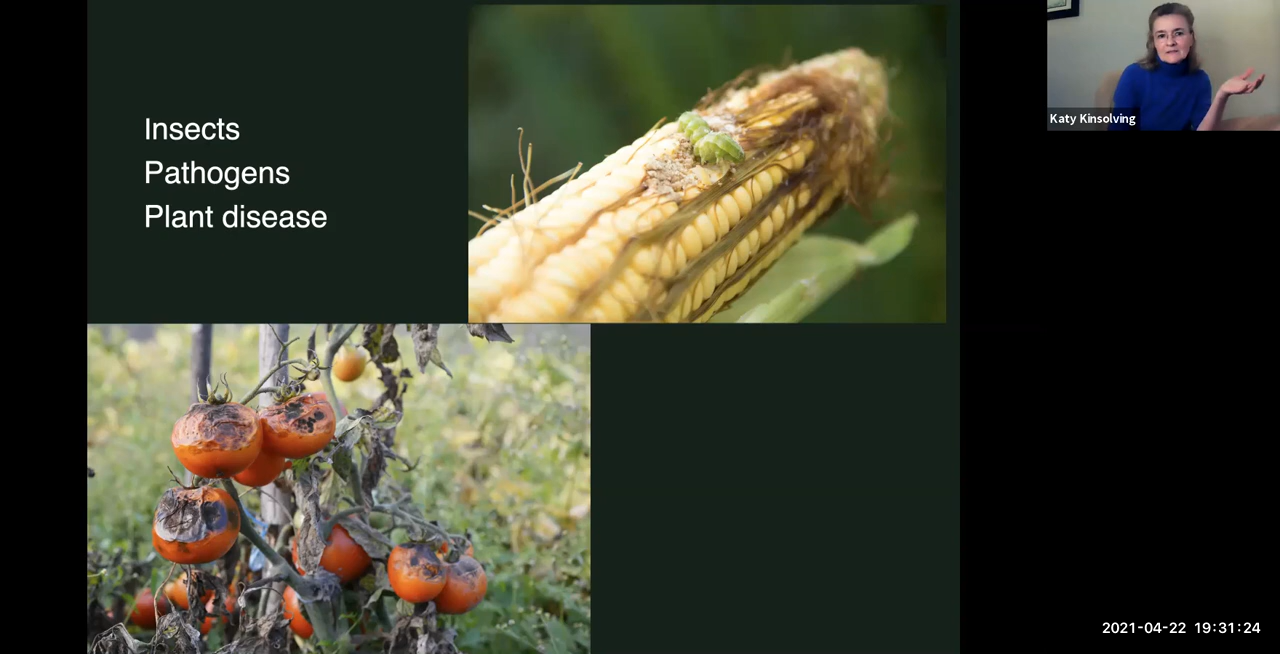 Insects
Pathogens
Plant disease
Katy Kinsolving
2021-04-22 19:31:24